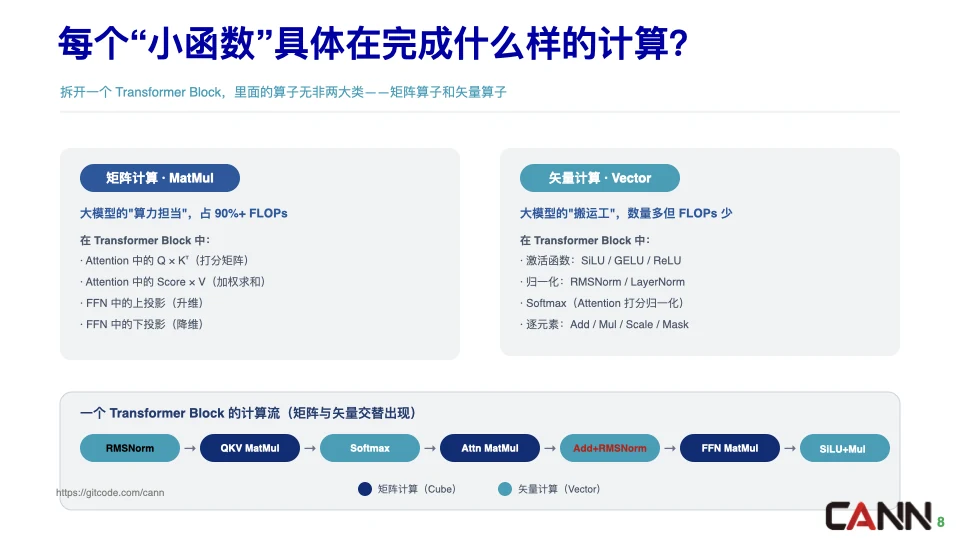 每个“小函数”具体在完成什么样的计算？
拆开一个 Transformer Block，里面的算子无非两大类——矩阵算子和矢量算子
矩阵计算 · MatMul
大模型的"算力担当"，占 90%+ FLOPs
在 Transformer Block 中：
· Attention 中的 Q × Kᵀ（打分矩阵）
· Attention 中的 Score × V（加权求和）
· FFN 中的上投影（升维）
· FFN 中的下投影（降维）
矢量计算 · Vector
大模型的"搬运工"，数量多但 FLOPs 少
在 Transformer Block 中：
· 激活函数：SiLU / GELU / ReLU
· 归一化：RMSNorm / LayerNorm
· Softmax（Attention 打分归一化）
· 逐元素：Add / Mul / Scale / Mask
一个 Transformer Block 的计算流（矩阵与矢量交替出现）
RMSNorm → QKV MatMul → Softmax → Attn MatMul → Add+RMSNorm → FFN MatMul → SiLU+Mul
矩阵计算（Cube） 矢量计算（Vector）
https://gitcode.com/cann
CANN 8